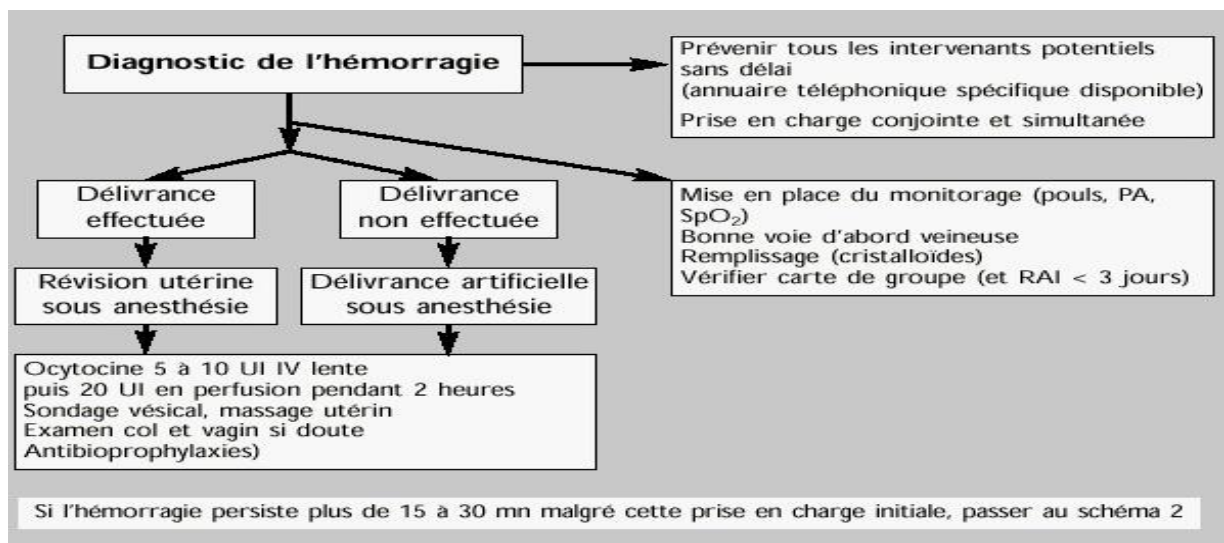 Diagnostic de l'hémorragie
Prévenir tous les intervenants potentiels
sans délai
(annuaire téléphonique spécifique disponible)
Prise en charge conjointe et simultanée
Délivrance
effectuée
Délivrance
non effectuée
Mise en place du monitorage (pouls, PA,
SpO₂)
Bonne voie d'abord veineuse
Remplissage (cristalloïdes)
Vérifier carte de groupe (et RAI < 3 jours)
Révision utérine
sous anesthésie
Délivrance artificielle
sous anesthésie
Ocytocine 5 à 10 UI IV lente
puis 20 UI en perfusion pendant 2 heures
Sondage vésical, massage utérin
Examen col et vagin si doute
Antibioprophylaxies)
Si l'hémorragie persiste plus de 15 à 30 mn malgré cette prise en charge initiale, passer au schéma 2